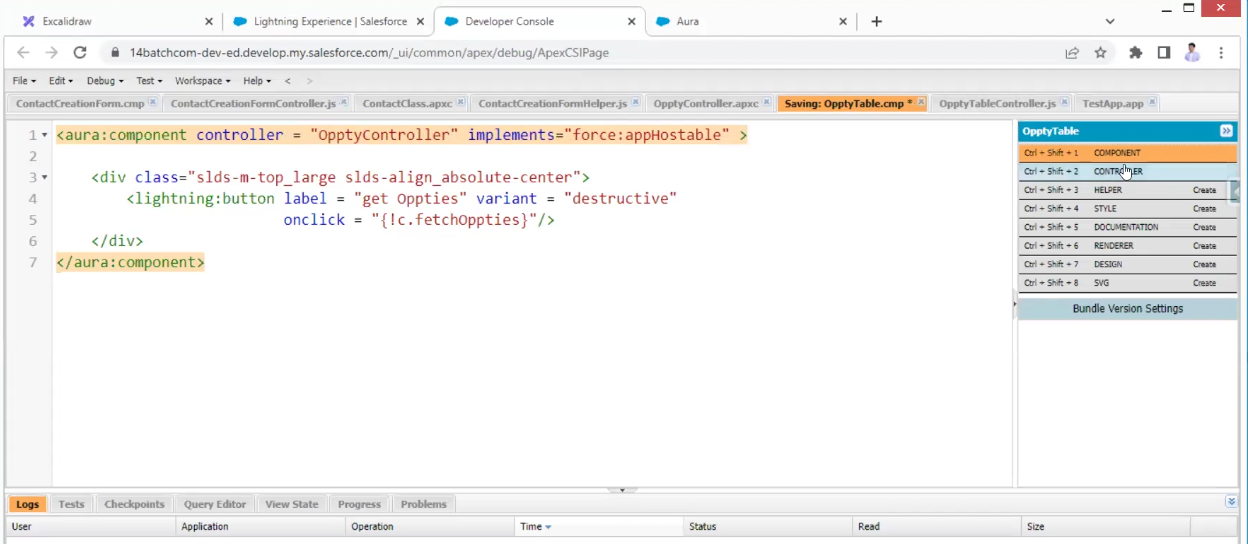 Excalidraw
Lightning Experience | Salesforce
Developer Console
Aura
14batchcom-dev-ed.develop.my.salesforce.com/_ui/common/apex/debug/ApexCSIPage
File Edit Debug Test Workspace Help < >
ContactCreationForm.cmp ContactCreationFormController.js ContactClass.apxc ContactCreationFormHelper.js OpptyController.apxc Saving: OpptyTable.cmp * OpptyTableController.js TestApp.app
1 <aura:component controller = "OpptyController" implements="force:appHostable" >
2
3 <div class="slds-m-top_large slds-align_absolute-center">
4 <lightning:button label = "get Oppties" variant = "destructive"
5 onclick = "{!c.fetchOppties}"/>
6 </div>
7 </aura:component>
OpptyTable
Ctrl + Shift + 1 COMPONENT
Ctrl + Shift + 2 CONTROLLER
Ctrl + Shift + 3 HELPER Create
Ctrl + Shift + 4 STYLE Create
Ctrl + Shift + 5 DOCUMENTATION Create
Ctrl + Shift + 6 RENDERER Create
Ctrl + Shift + 7 DESIGN Create
Ctrl + Shift + 8 SVG Create
Bundle Version Settings
Logs Tests Checkpoints Query Editor View State Progress Problems
User Application Operation Time Status Read Size